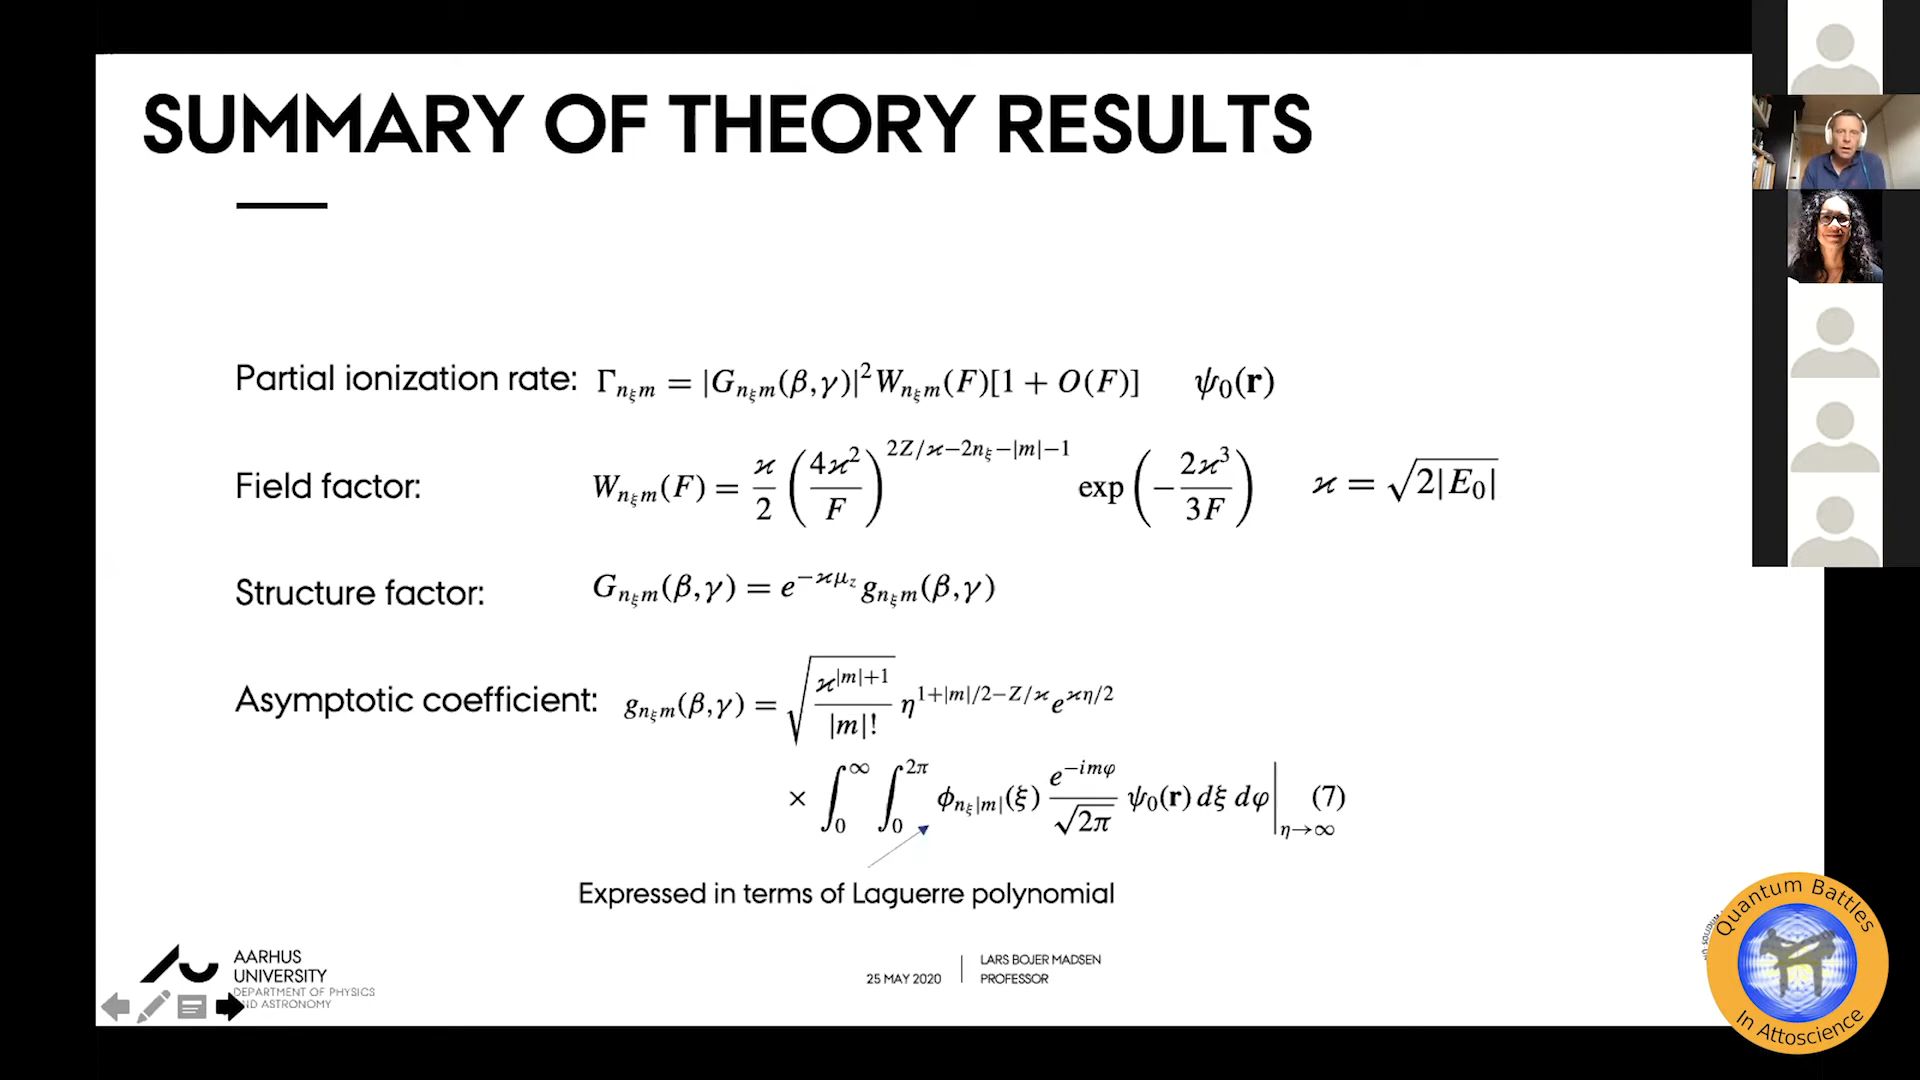 SUMMARY OF THEORY RESULTS
Partial ionization rate: Γ_{n_ξ m} = |G_{n_ξ m}(β,γ)|² W_{n_ξ m}(F)[1 + O(F)] ψ₀(r)
Field factor: W_{n_ξ m}(F) = ϰ/2 (4ϰ²/F)^{2Z/ϰ−2n_ξ−|m|−1} exp(−2ϰ³/3F) ϰ = √(2|E₀|)
Structure factor: G_{n_ξ m}(β,γ) = e^{−ϰμ_z} g_{n_ξ m}(β,γ)
Asymptotic coefficient: g_{n_ξ m}(β,γ) = √(ϰ^{|m|+1}/|m|!) η^{1+|m|/2−Z/ϰ} e^{ϰη/2}
× ∫₀^∞ ∫₀^{2π} ϕ_{n_ξ|m|}(ξ) e^{−imφ}/√(2π) ψ₀(r) dξ dφ|_{η→∞} (7)
Expressed in terms of Laguerre polynomial
AARHUS
UNIVERSITY
DEPARTMENT OF PHYSICS
ND ASTRONOMY
25 MAY 2020
LARS BOJER MADSEN
PROFESSOR
Quantum Battles
In Attoscience